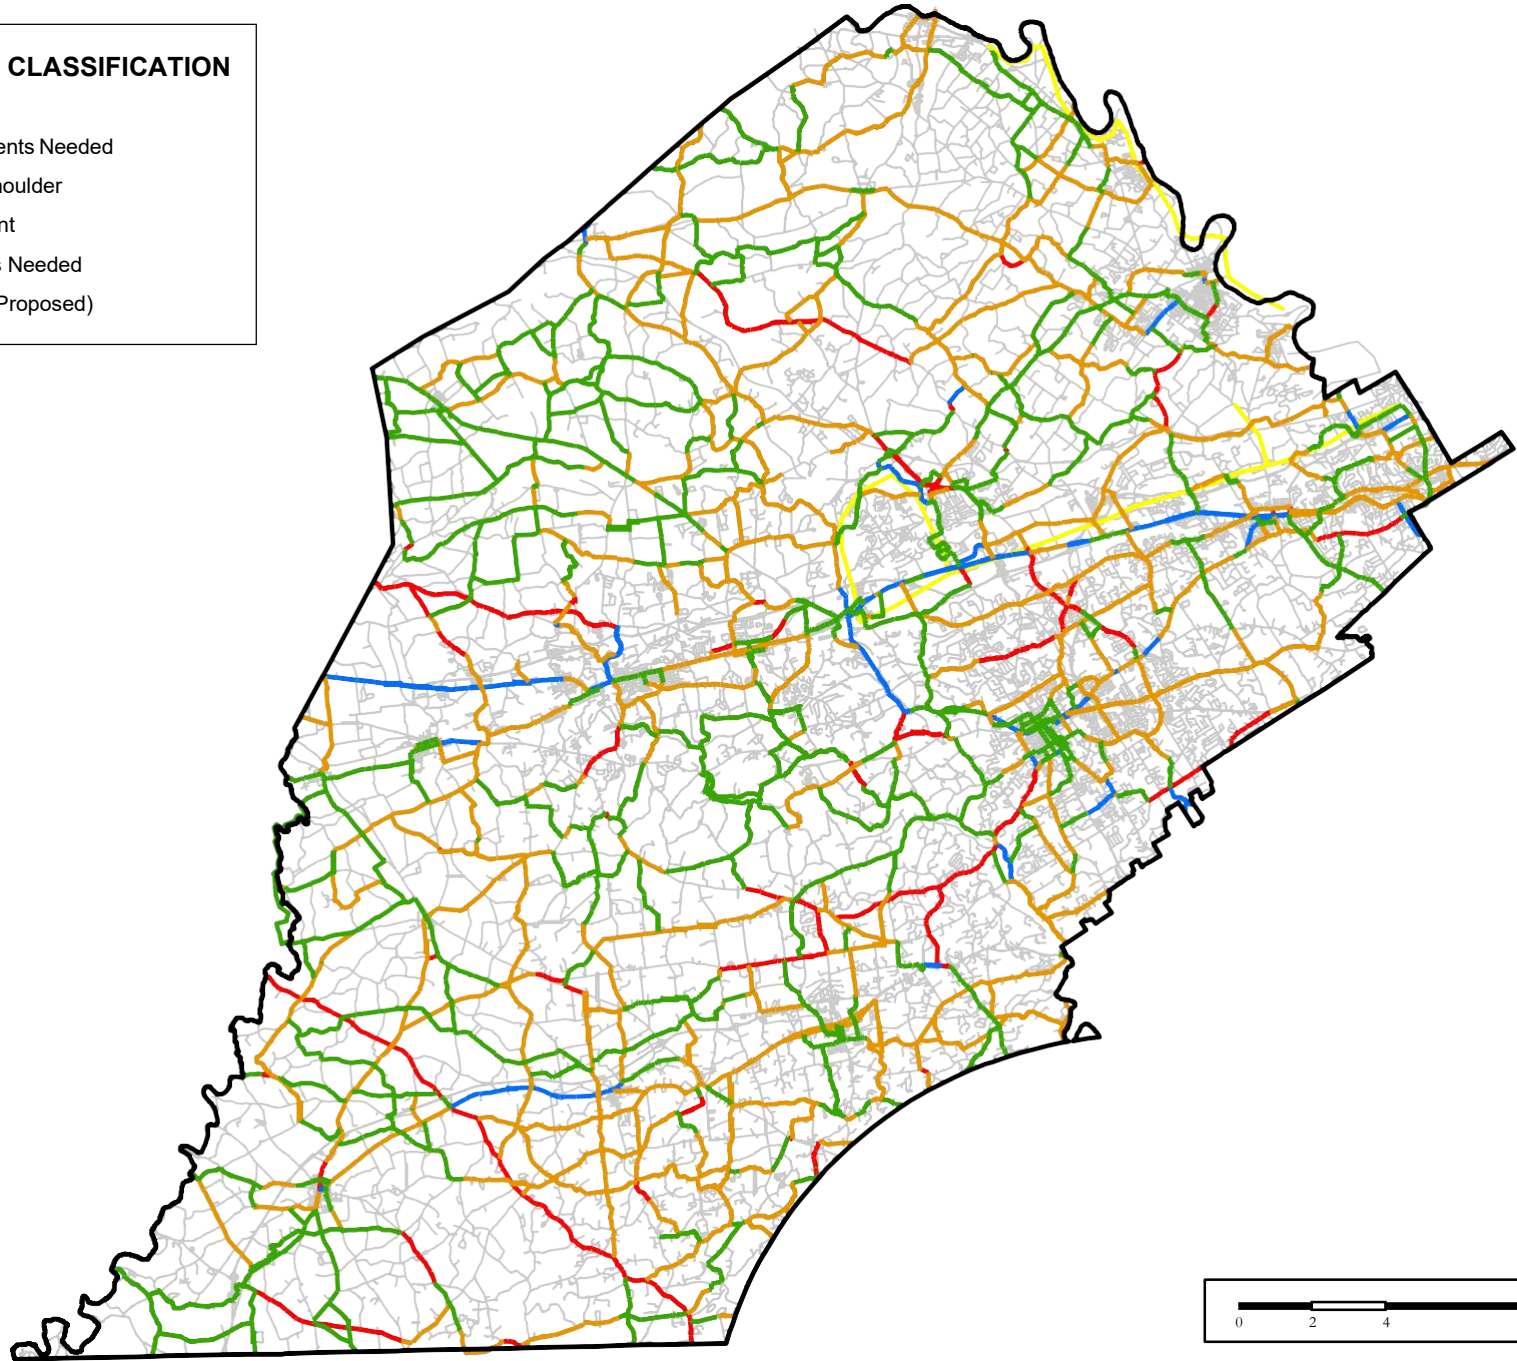 CLASSIFICATION
ents Needed
houlder
nt
s Needed
Proposed)
0 2 4